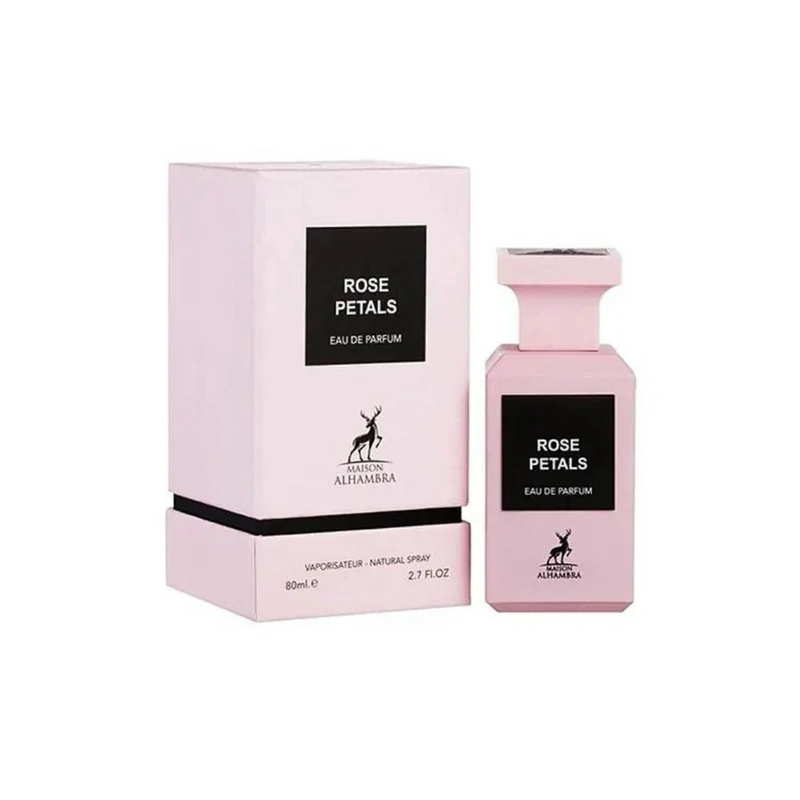 ROSE
PETALS
EAU DE PARFUM
MAISON
ALHAMBRA
VAPORISATEUR - NATURAL SPRAY
80ml.e 2.7 Fl.OZ
ROSE
PETALS
EAU DE PARFUM
MAISON
ALHAMBRA